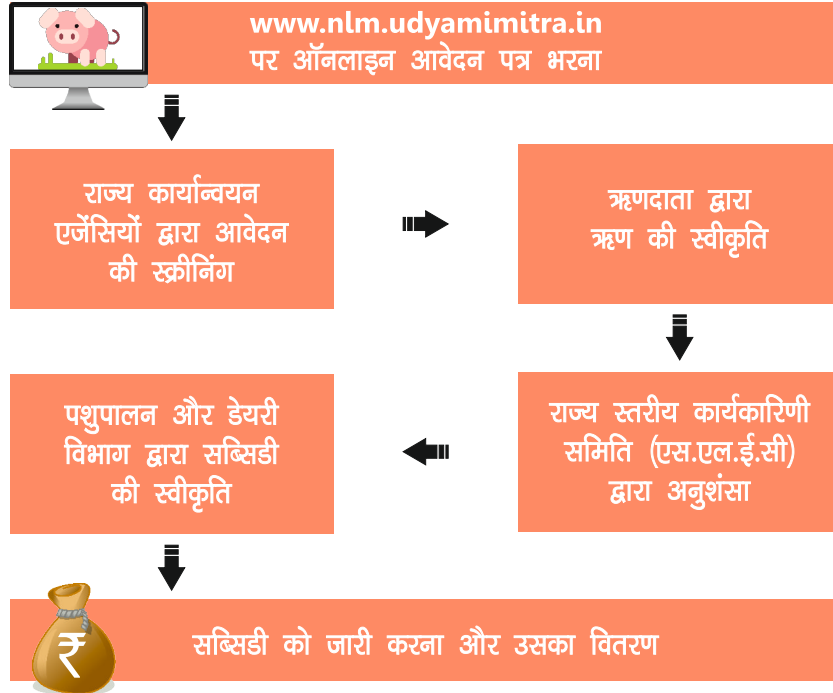 www.nlm.udyamimitra.in
पर ऑनलाइन आवेदन पत्र भरना
राज्य कार्यान्वयन
एजेंसियों द्वारा आवेदन
की स्क्रीनिंग
ऋणदाता द्वारा
ऋण की स्वीकृति
राज्य स्तरीय कार्यकारिणी
समिति (एस.एल.ई.सी)
द्वारा अनुशंसा
पशुपालन और डेयरी
विभाग द्वारा सब्सिडी
की स्वीकृति
₹
सब्सिडी को जारी करना और उसका वितरण